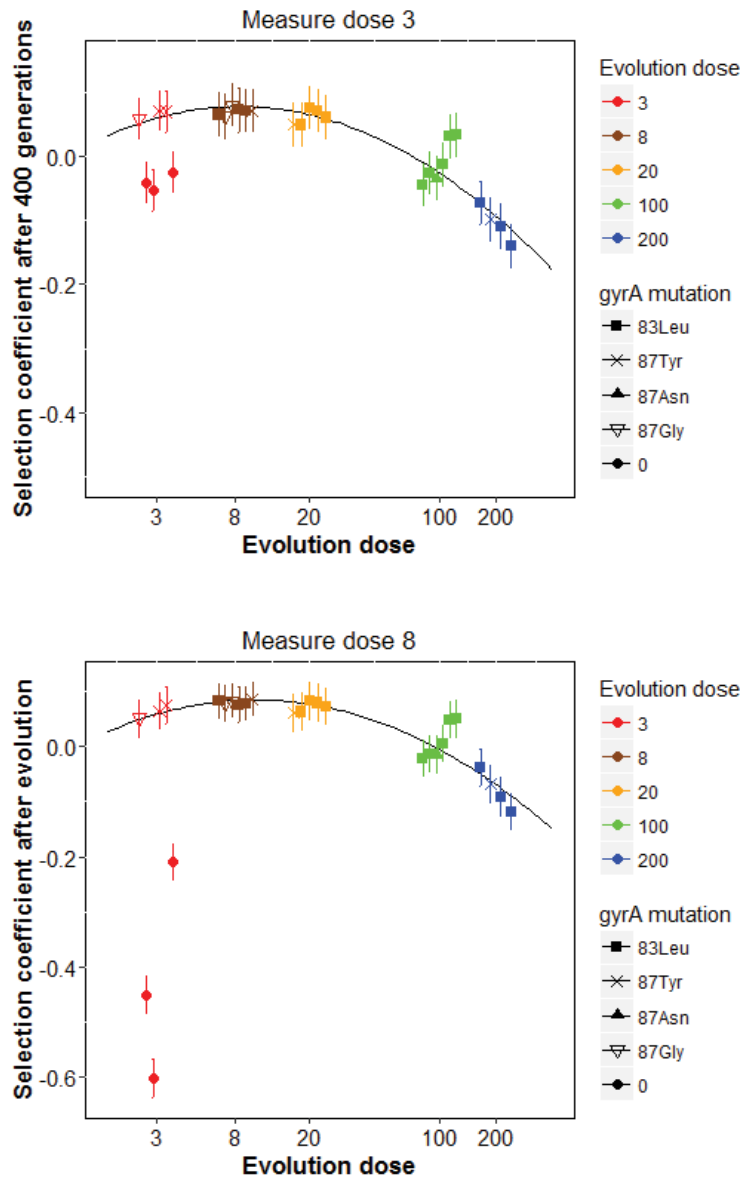 Measure dose 3
Selection coefficient after 400 generations
0.0
-0.2
-0.4
3
8
20
100
200
Evolution dose
Evolution dose
3
8
20
100
200
gyrA mutation
83Leu
87Tyr
87Asn
87Gly
0
Measure dose 8
Selection coefficient after evolution
0.0
-0.2
-0.4
-0.6
3
8
20
100
200
Evolution dose
Evolution dose
3
8
20
100
200
gyrA mutation
83Leu
87Tyr
87Asn
87Gly
0